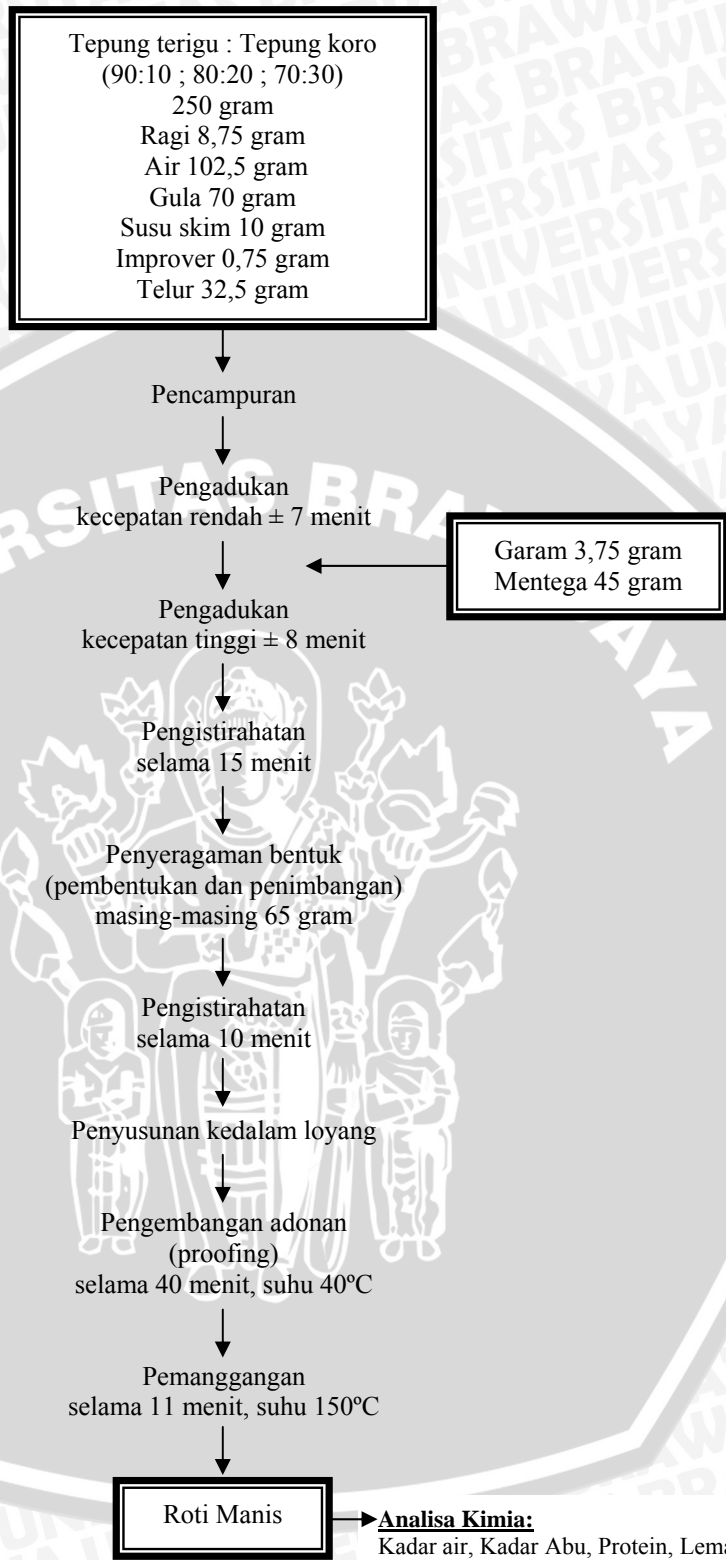 Tepung terigu : Tepung koro
(90:10 ; 80:20 ; 70:30)
250 gram
Ragi 8,75 gram
Air 102,5 gram
Gula 70 gram
Susu skim 10 gram
Improver 0,75 gram
Telur 32,5 gram
Pencampuran
Pengadukan
kecepatan rendah ± 7 menit
Garam 3,75 gram
Mentega 45 gram
Pengadukan
kecepatan tinggi ± 8 menit
Pengistirahatan
selama 15 menit
Penyeragaman bentuk
(pembentukan dan penimbangan)
masing-masing 65 gram
Pengistirahatan
selama 10 menit
Penyusunan kedalam loyang
Pengembangan adonan
(proofing)
selama 40 menit, suhu 40ºC
Pemanggangan
selama 11 menit, suhu 150ºC
Roti Manis
Analisa Kimia:
Kadar air, Kadar Abu, Protein,